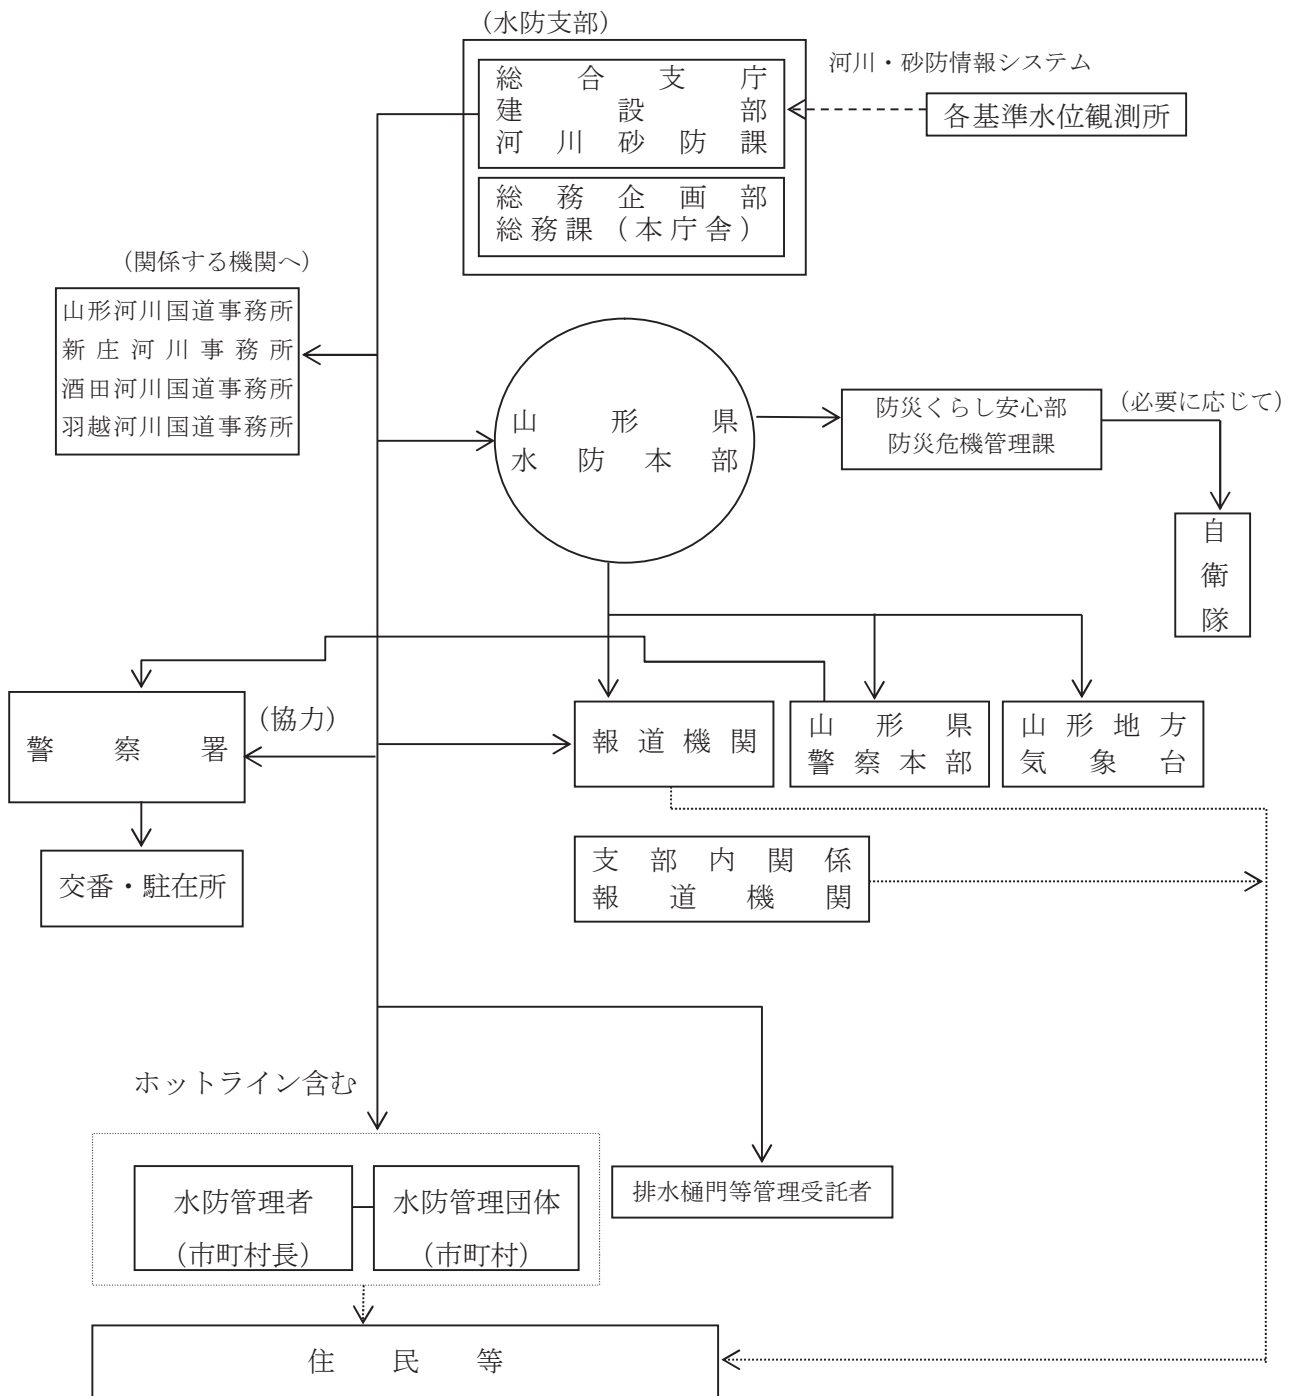 (水防支部)
総合支庁
建設部
河川砂防課
河川・砂防情報システム
各基準水位観測所
総務企画部
総務課(本庁舎)
(関係する機関へ)
山形河川国道事務所
新庄河川事務所
酒田河川国道事務所
羽越河川国道事務所
山形県
水防本部
防災くらし安心部
防災危機管理課
(必要に応じて)
自衛隊
警察署
(協力)
報道機関
山形県
警察本部
山形地方
気象台
交番・駐在所
支部内関係
報道機関
ホットライン含む
水防管理者
(市町村長)
水防管理団体
(市町村)
排水樋門等管理受託者
住民等